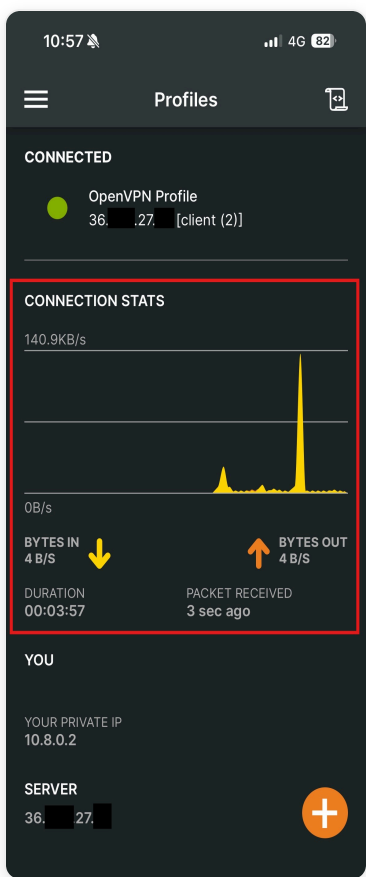 10:57 4G 82
Profiles
CONNECTED
OpenVPN Profile
36. .27. [client (2)]
CONNECTION STATS
140.9KB/s
0B/s
BYTES IN
4 B/S
BYTES OUT
4 B/S
DURATION
00:03:57
PACKET RECEIVED
3 sec ago
YOU
YOUR PRIVATE IP
10.8.0.2
SERVER
36. .27.